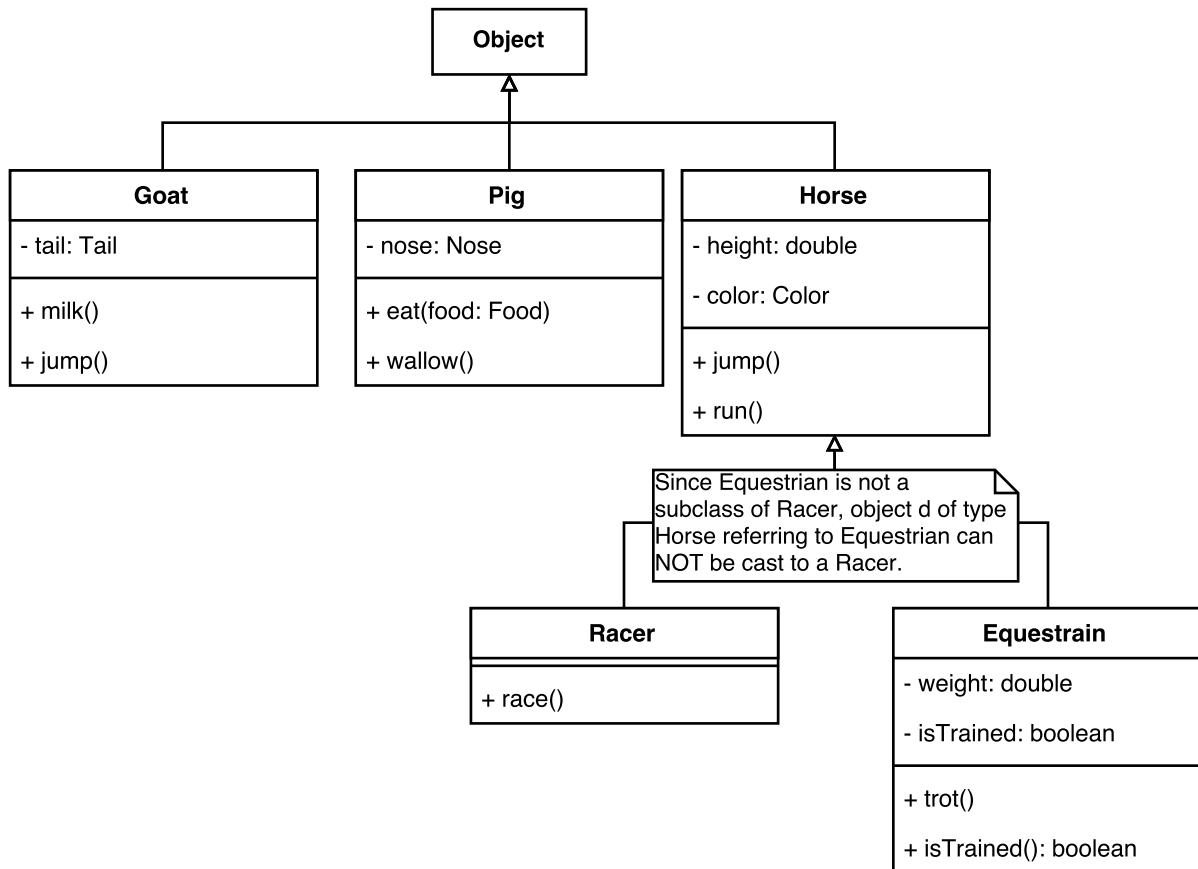 Object
Goat
- tail: Tail
+ milk()
+ jump()
Pig
- nose: Nose
+ eat(food: Food)
+ wallow()
Horse
- height: double
- color: Color
+ jump()
+ run()
Since Equestrian is not a
subclass of Racer, object d of type
Horse referring to Equestrian can
NOT be cast to a Racer.
Racer
+ race()
Equestrain
- weight: double
- isTrained: boolean
+ trot()
+ isTrained(): boolean